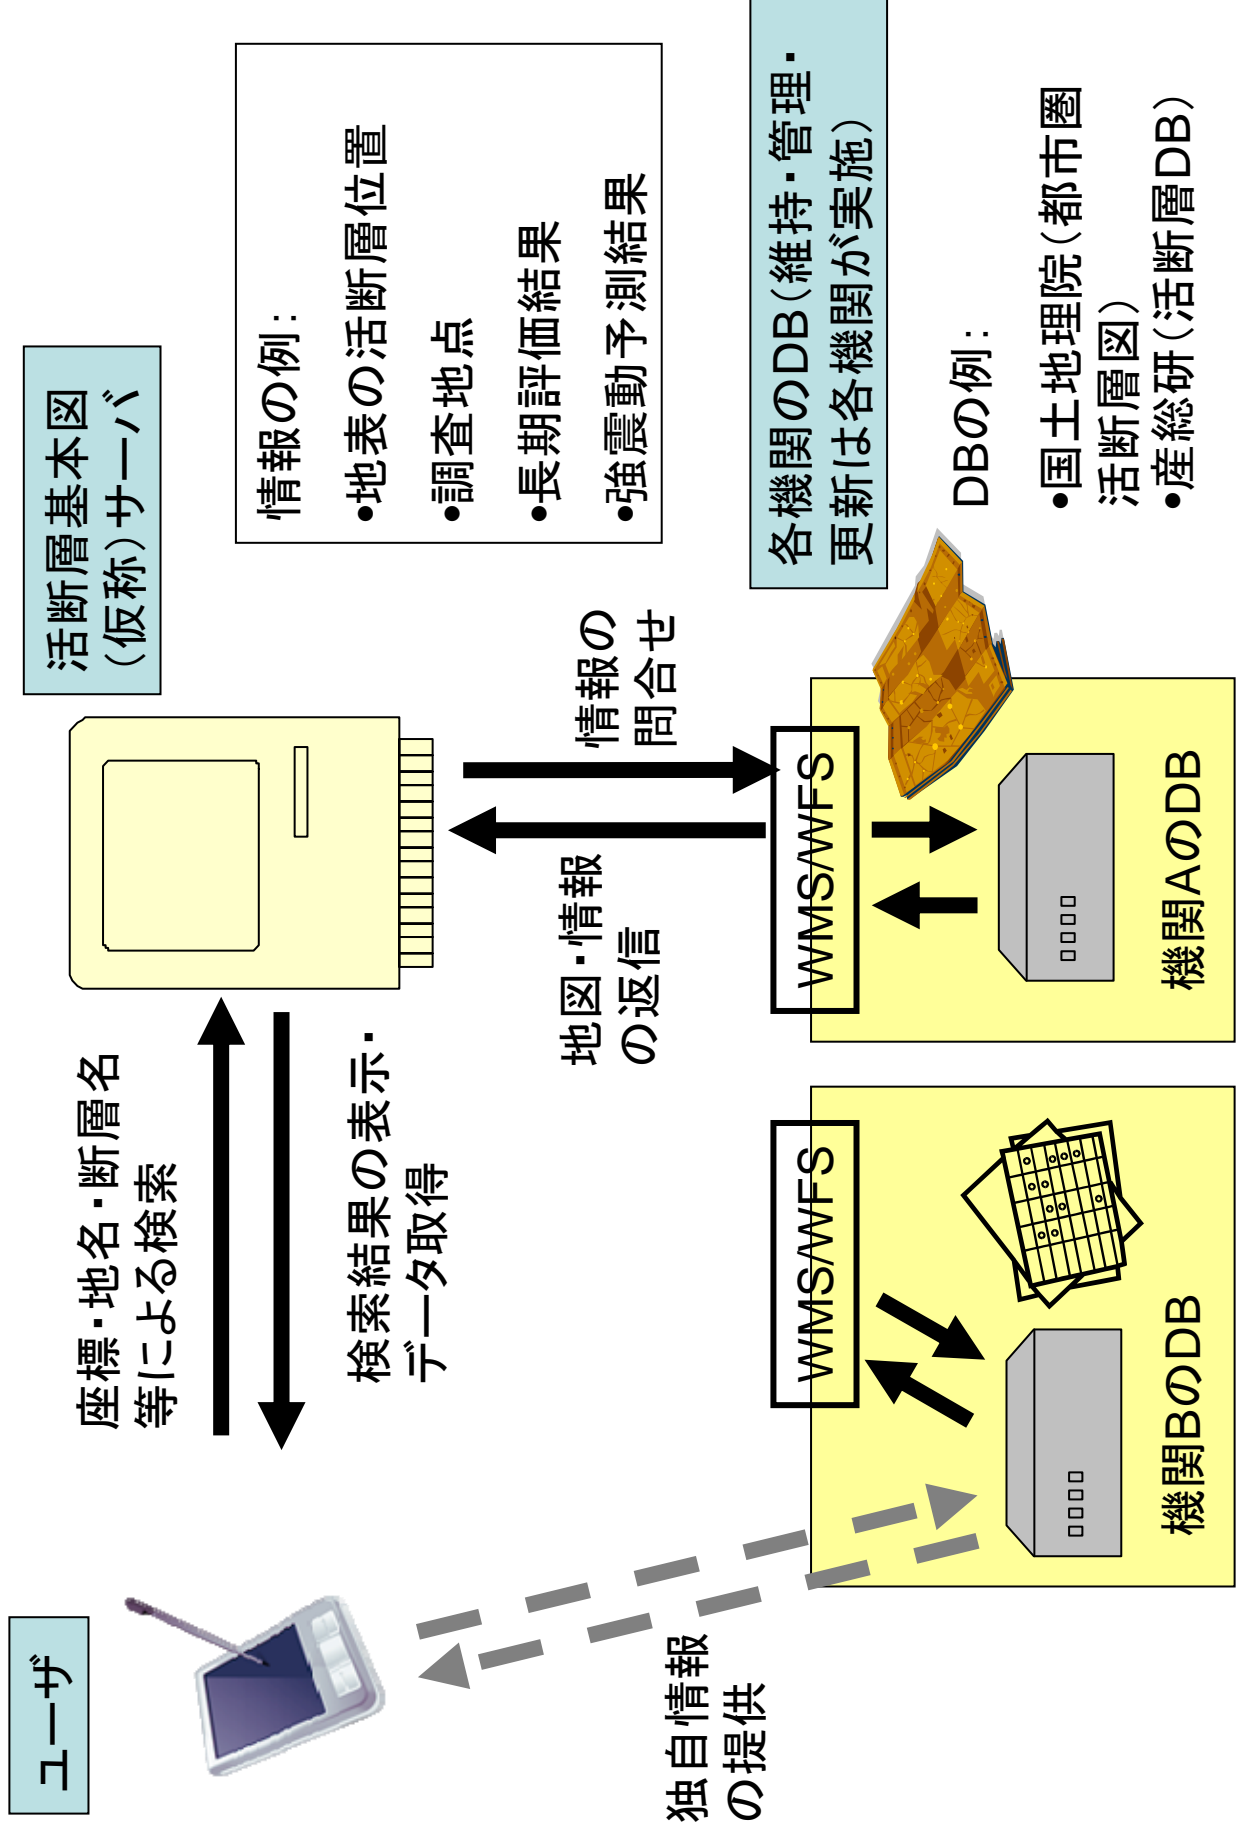 ユーザ
座標・地名・断層名
等による検索
検索結果の表示・
データ取得
活断層基本図
（仮称）サーバ
情報の例：
•地表の活断層位置
•調査地点
•長期評価結果
•強震動予測結果
地図・情報
の返信
情報の
問合せ
独自情報
の提供
各機関のDB（維持・管理・
更新は各機関が実施）
WMS/WFS
機関BのDB
WMS/WFS
機関AのDB
DBの例：
•国土地理院（都市圏
活断層図）
•産総研（活断層DB）